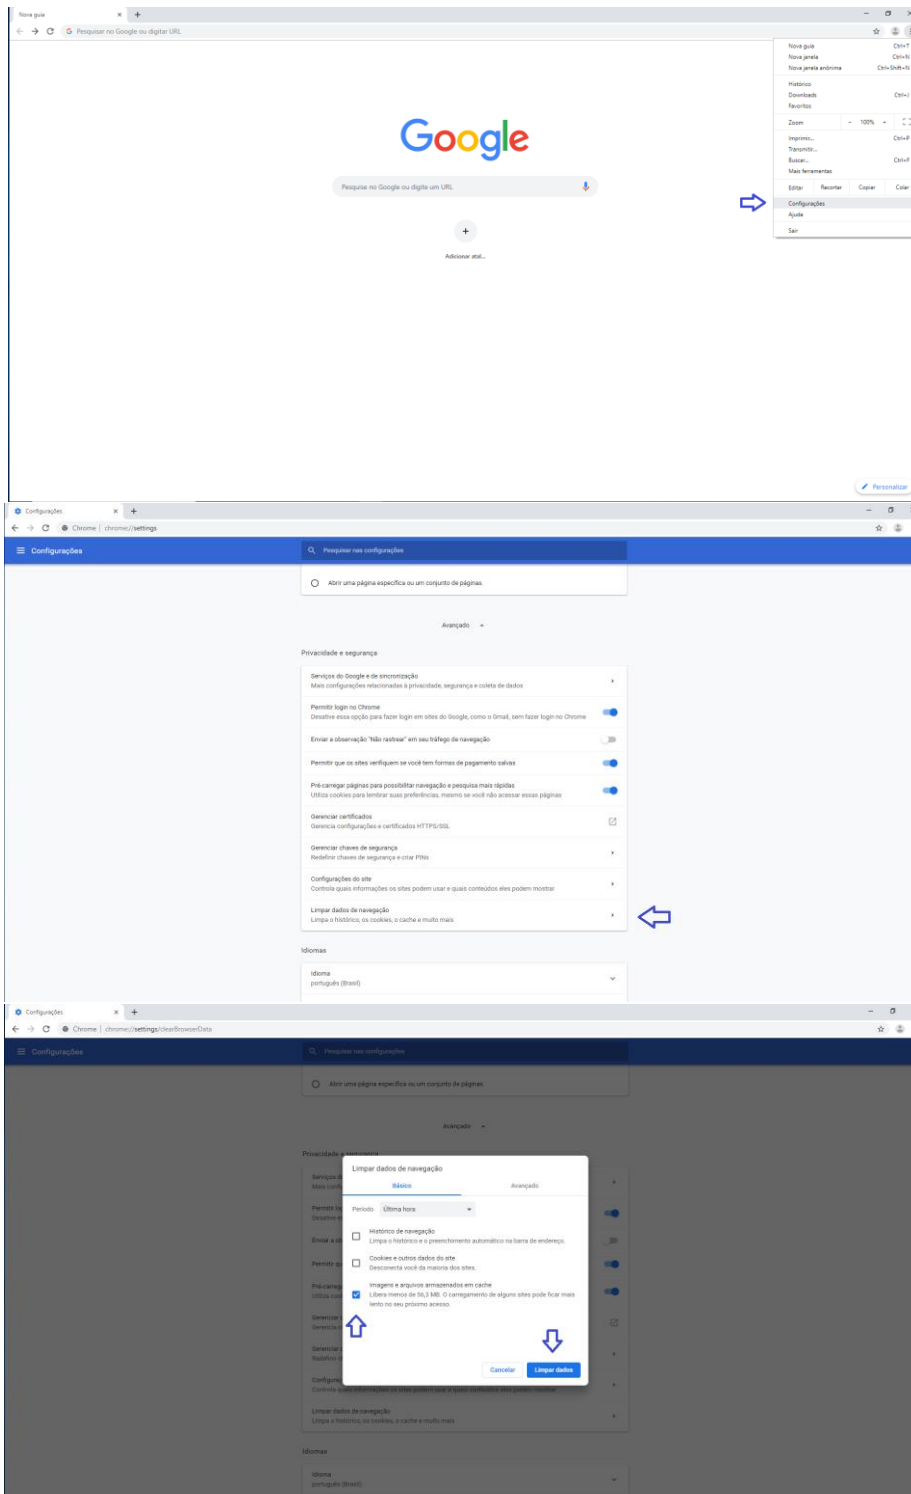 Nova guia
Pesquisar no Google ou digitar URL
Nova guia Ctrl+T
Nova janela Ctrl+N
Nova janela anônima Ctrl+Shift+N
Histórico
Downloads Ctrl+J
Favoritos
Zoom - 100% +
Imprimir... Ctrl+P
Transmitir...
Buscar... Ctrl+F
Mais ferramentas
Editar Recortar Copiar Colar
Configurações
Ajuda
Sair
Google
Pesquise no Google ou digite um URL
Adicionar atal...
Personalizar
Configurações
Chrome | chrome://settings
Configurações
Pesquisar nas configurações
Abrir uma página específica ou um conjunto de páginas
Avançado
Privacidade e segurança
Serviços do Google e de sincronização
Mais configurações relacionadas à privacidade, segurança e coleta de dados
Permitir login no Chrome
Desative essa opção para fazer login em sites do Google, como o Gmail, sem fazer login no Chrome
Enviar a observação "Não rastrear" em seu tráfego de navegação
Permitir que os sites verifiquem se você tem formas de pagamento salvas
Pré-carregar páginas para possibilitar navegação e pesquisa mais rápidas
Utiliza cookies para lembrar suas preferências, mesmo se você não acessar essas páginas
Gerenciar certificados
Gerencia configurações e certificados HTTPS/SSL
Gerenciar chaves de segurança
Redefinir chaves de segurança e criar PINs
Configurações do site
Controla quais informações os sites podem usar e quais conteúdos eles podem mostrar
Limpar dados de navegação
Limpa o histórico, os cookies, o cache e muito mais
Idiomas
Idioma
português (Brasil)
Configurações
Chrome | chrome://settings/clearBrowserData
Configurações
Pesquisar nas configurações
Abrir uma página específica ou um conjunto de páginas
Avançado
Privacidade e segurança
Limpar dados de navegação
Básico Avançado
Período Última hora
Histórico de navegação
Limpa o histórico e o preenchimento automático na barra de endereço.
Cookies e outros dados do site
Desconecta você da maioria dos sites.
Imagens e arquivos armazenados em cache
Libera menos de 56,3 MB. O carregamento de alguns sites pode ficar mais
lento no seu próximo acesso.
Cancelar Limpar dados
Controla quais informações os sites podem usar e quais conteúdos eles podem mostrar
Limpar dados de navegação
Limpa o histórico, os cookies, o cache e muito mais
Idiomas
Idioma
português (Brasil)